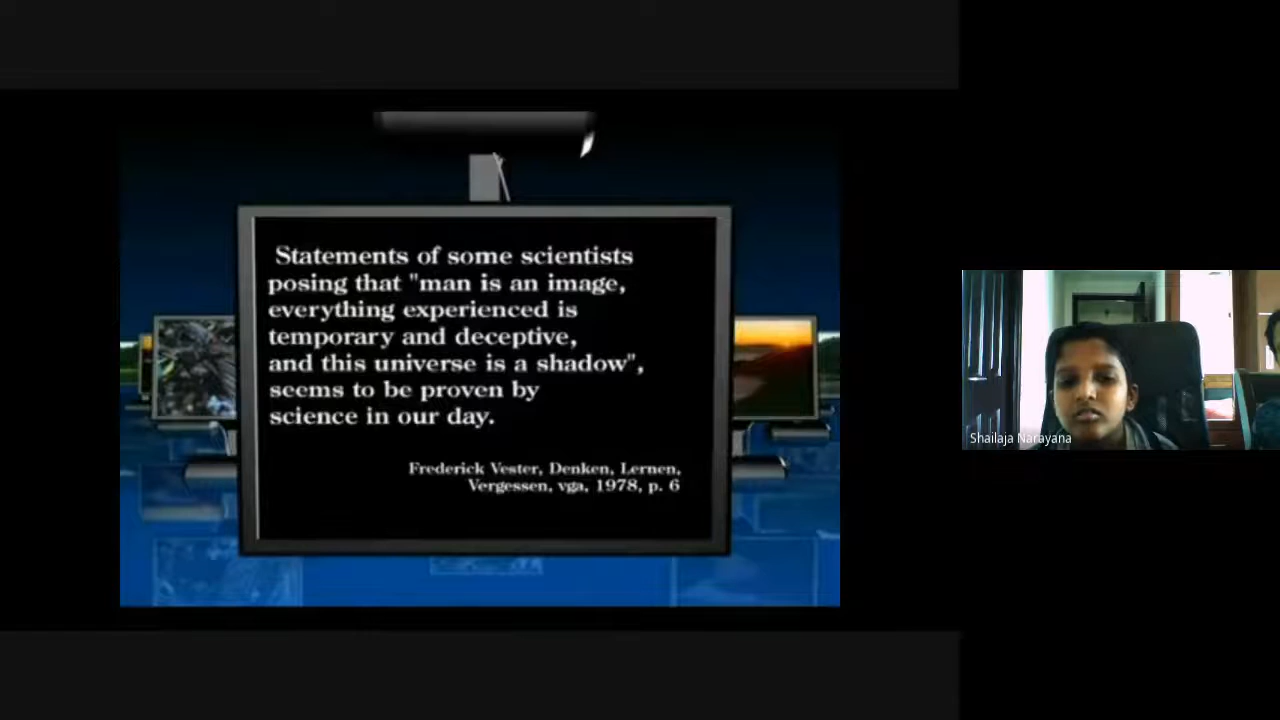 Statements of some scientists
posing that "man is an image,
everything experienced is
temporary and deceptive,
and this universe is a shadow",
seems to be proven by
science in our day.
Frederick Vester, Denken, Lernen,
Vergessen, vga, 1978, p. 6
Shailaja Narayana